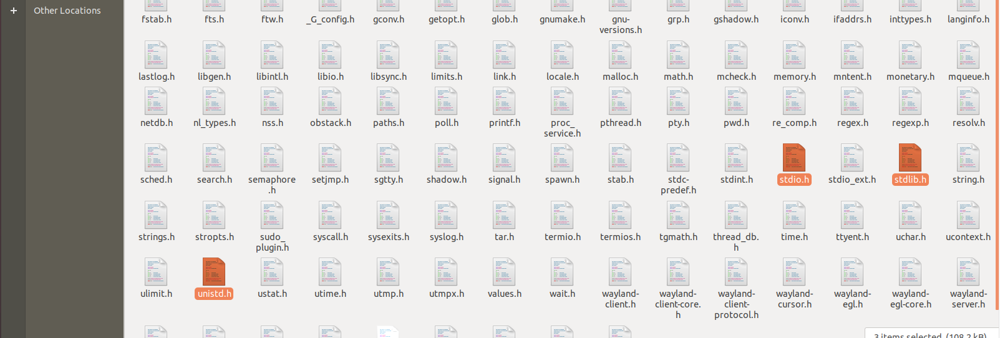 Other Locations
fstab.h fts.h ftw.h _G_config.h gconv.h getopt.h glob.h gnumake.h gnu-versions.h grp.h gshadow.h iconv.h ifaddrs.h inttypes.h langinfo.h
lastlog.h libgen.h libintl.h libio.h libsync.h limits.h link.h locale.h malloc.h math.h mcheck.h memory.h mntent.h monetary.h mqueue.h
netdb.h nl_types.h nss.h obstack.h paths.h poll.h printf.h proc_service.h pthread.h pty.h pwd.h re_comp.h regex.h regexp.h resolv.h
sched.h search.h semaphore.h setjmp.h sgtty.h shadow.h signal.h spawn.h stab.h stdc-predef.h stdint.h stdio.h stdio_ext.h stdlib.h string.h
strings.h stropts.h sudo_plugin.h syscall.h sysexits.h syslog.h tar.h termio.h termios.h tgmath.h thread_db.h time.h ttyent.h uchar.h ucontext.h
ulimit.h unistd.h ustat.h utime.h utmp.h utmpx.h values.h wait.h wayland-client.h wayland-client-core.h wayland-client-protocol.h wayland-cursor.h wayland-egl.h wayland-egl-core.h wayland-server.h
3 items selected (108.2 kB)